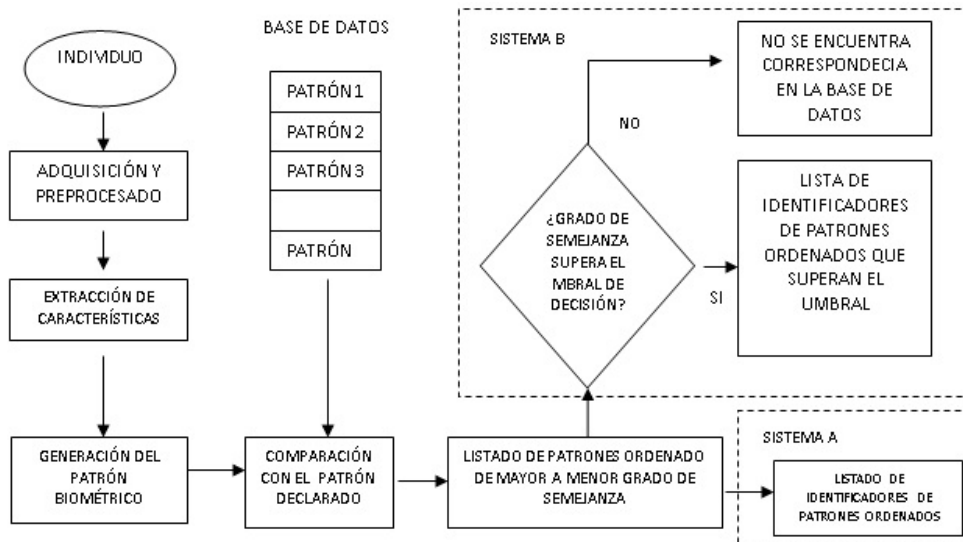 INDIVIDUO
ADQUISICIÓN Y
PREPROCESADO
EXTRACCIÓN DE
CARACTERÍSTICAS
GENERACIÓN DEL
PATRÓN
BIOMÉTRICO
BASE DE DATOS
PATRÓN 1
PATRÓN 2
PATRÓN 3
PATRÓN
COMPARACIÓN
CON EL PATRÓN
DECLARADO
LISTADO DE PATRONES ORDENADO
DE MAYOR A MENOR GRADO DE
SEMEJANZA
SISTEMA B
¿GRADO DE
SEMEJANZA
SUPERA EL
MBRAL DE
DECISIÓN?
NO
NO SE ENCUENTRA
CORRESPONDECIA
EN LA BASE DE
DATOS
SI
LISTA DE
IDENTIFICADORES
DE PATRONES
ORDENADOS QUE
SUPERAN EL
UMBRAL
SISTEMA A
LISTADO DE
IDENTIFICADORES DE
PATRONES ORDENADOS